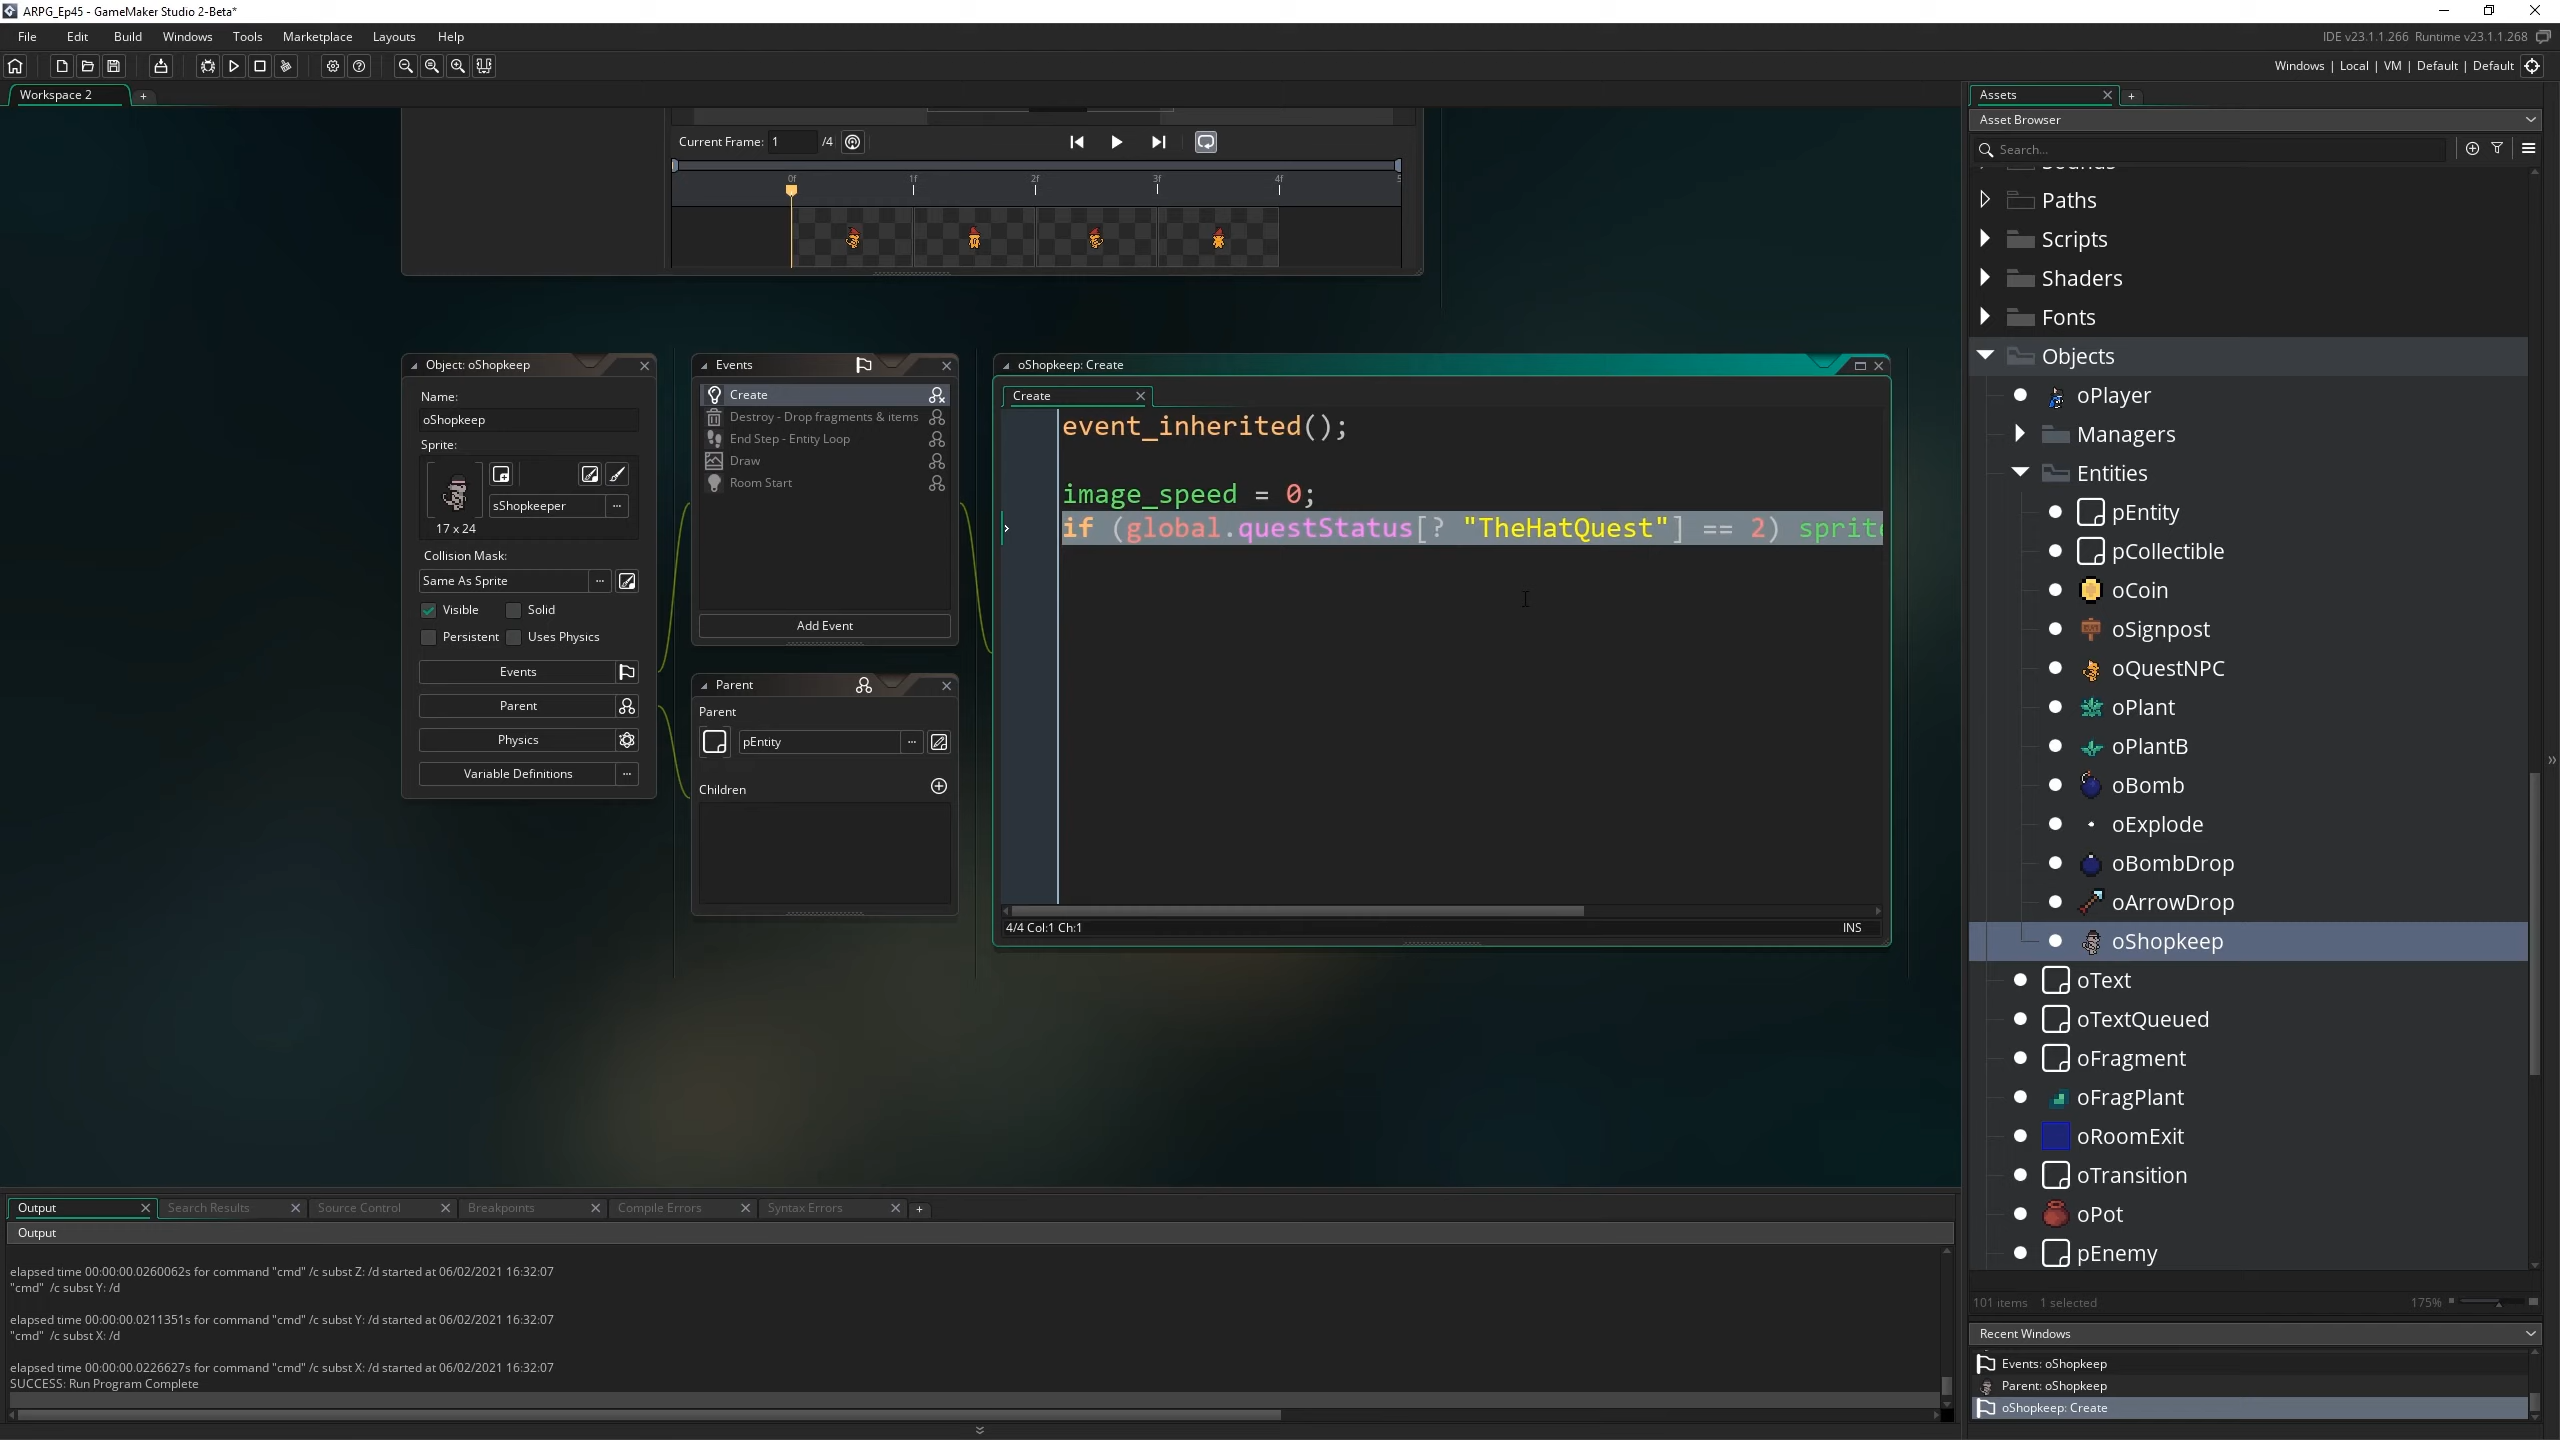 ARPG_Ep45 - GameMaker Studio 2-Beta*
File Edit Build Windows Tools Marketplace Layouts Help
IDE v23.1.1.266 Runtime v23.1.1.268
Windows | Local | VM | Default | Default
Workspace 2
Current Frame: 1 /4
0f 1f 2f 3f 4f 5
Object: oShopkeep
Name:
oShopkeep
Sprite:
sShopkeeper
17 x 24
Collision Mask:
Same As Sprite
Visible Solid
Persistent Uses Physics
Events
Parent
Physics
Variable Definitions
Events
Create
Destroy - Drop fragments & items
End Step - Entity Loop
Draw
Room Start
Add Event
Parent
Parent
pEntity
Children
oShopkeep: Create
Create
event_inherited();
image_speed = 0;
if (global.questStatus[? "TheHatQuest"] == 2) sprite
4/4 Col:1 Ch:1 INS
Assets
Asset Browser
Search...
Sounds
Paths
Scripts
Shaders
Fonts
Objects
oPlayer
Managers
Entities
pEntity
pCollectible
oCoin
oSignpost
oQuestNPC
oPlant
oPlantB
oBomb
oExplode
oBombDrop
oArrowDrop
oShopkeep
oText
oTextQueued
oFragment
oFragPlant
oRoomExit
oTransition
oPot
pEnemy
101 items 1 selected 175%
Recent Windows
Events: oShopkeep
Parent: oShopkeep
oShopkeep: Create
Output Search Results Source Control Breakpoints Compile Errors Syntax Errors
Output
elapsed time 00:00:00.0260062s for command "cmd" /c subst Z: /d started at 06/02/2021 16:32:07
"cmd" /c subst Y: /d
elapsed time 00:00:00.0211351s for command "cmd" /c subst Y: /d started at 06/02/2021 16:32:07
"cmd" /c subst X: /d
elapsed time 00:00:00.0226627s for command "cmd" /c subst X: /d started at 06/02/2021 16:32:07
SUCCESS: Run Program Complete